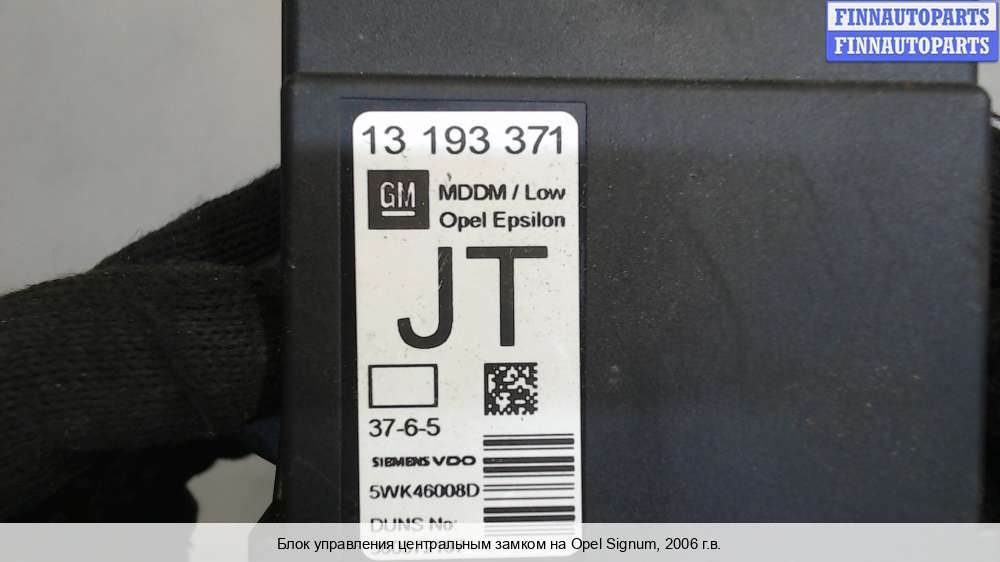 FINNAUTOPARTS
FINNAUTOPARTS
13 193 371
GM
MDDM / Low
Opel Epsilon
JT
37-6-5
SIEMENS VDO
5WK46008D
DUNS No:
Блок управления центральным замком на Opel Signum, 2006 г.в.